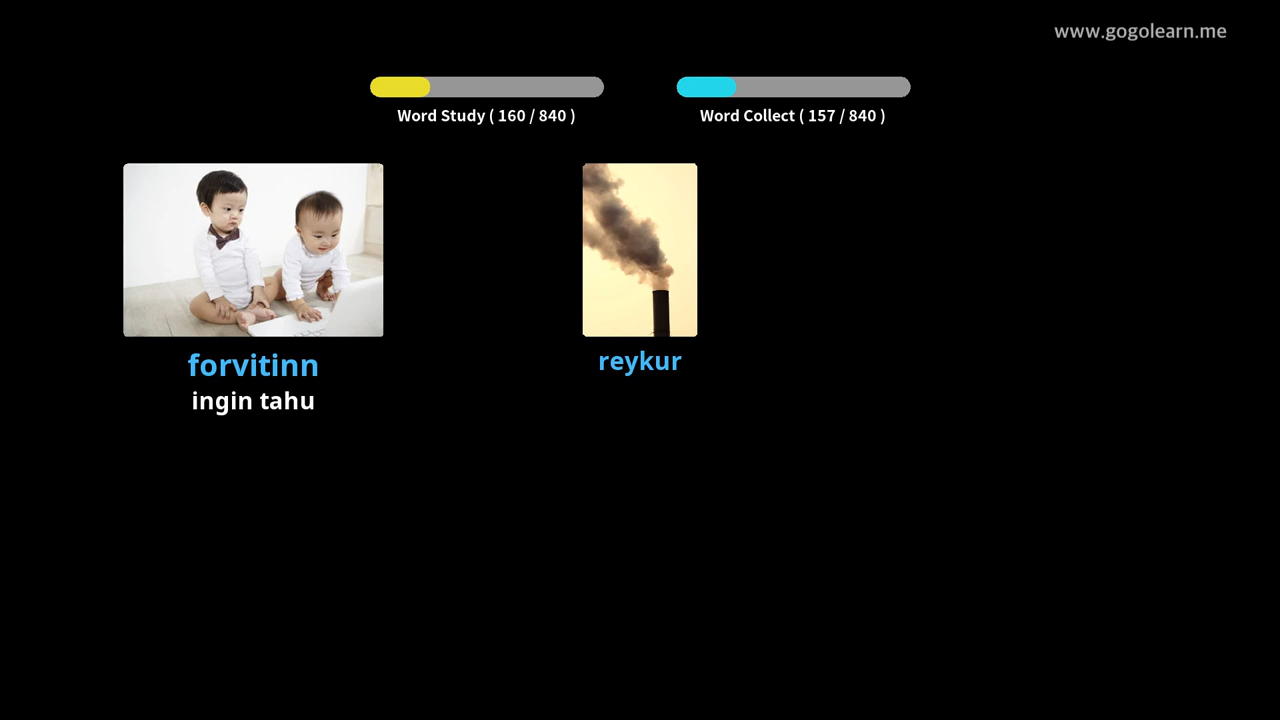 www.gogolearn.me
Word Study ( 160 / 840 )
Word Collect ( 157 / 840 )
forvitinn
ingin tahu
reykur